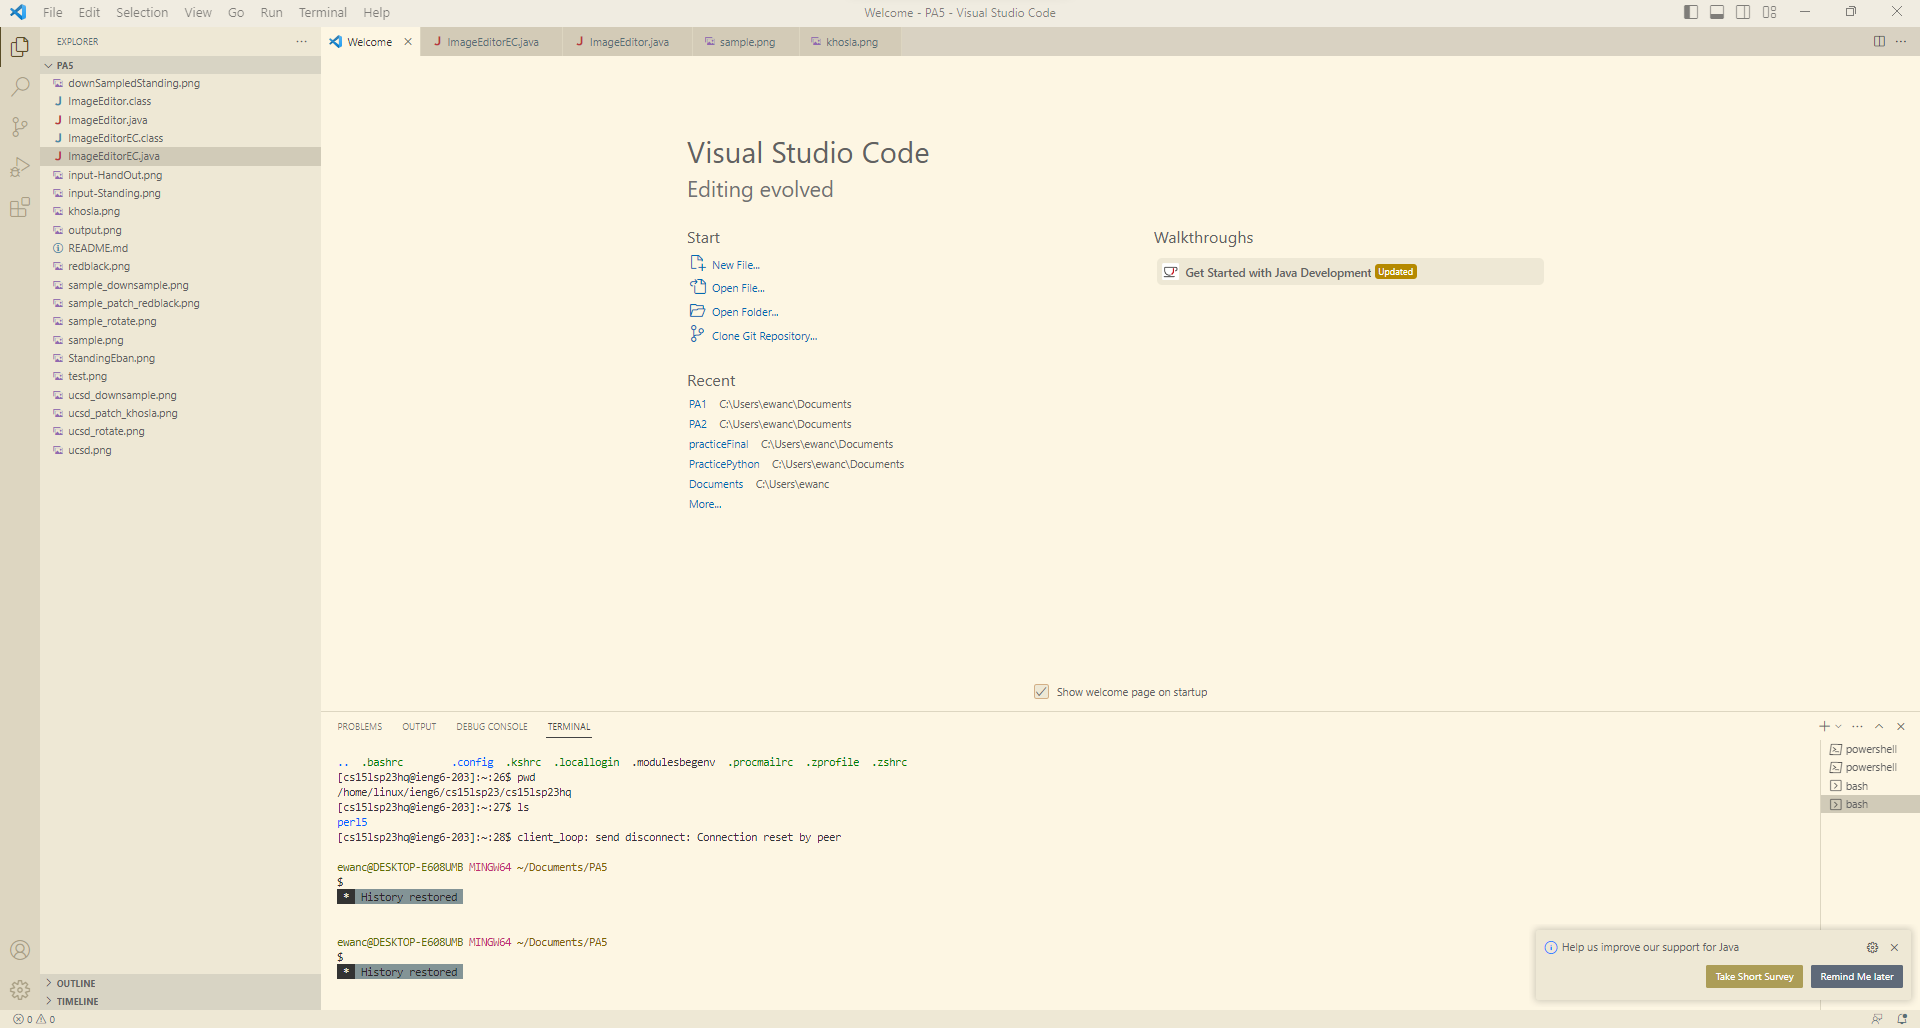 File Edit Selection View Go Run Terminal Help
Welcome - PA5 - Visual Studio Code
EXPLORER
Welcome
J ImageEditorEC.java
J ImageEditor.java
sample.png
khosla.png
PA5
downSampledStanding.png
J ImageEditor.class
J ImageEditor.java
J ImageEditorEC.class
J ImageEditorEC.java
input-HandOut.png
input-Standing.png
khosla.png
output.png
README.md
redblack.png
sample_downsample.png
sample_patch_redblack.png
sample_rotate.png
sample.png
StandingEban.png
test.png
ucsd_downsample.png
ucsd_patch_khosla.png
ucsd_rotate.png
ucsd.png
OUTLINE
TIMELINE
Visual Studio Code
Editing evolved
Start
New File...
Open File...
Open Folder...
Clone Git Repository...
Recent
PA1 C:\Users\ewanc\Documents
PA2 C:\Users\ewanc\Documents
practiceFinal C:\Users\ewanc\Documents
PracticePython C:\Users\ewanc\Documents
Documents C:\Users\ewanc
More...
Walkthroughs
Get Started with Java Development Updated
Show welcome page on startup
PROBLEMS OUTPUT DEBUG CONSOLE TERMINAL
.. .bashrc .config .kshrc .locallogin .modulesbegenv .procmailrc .zprofile .zshrc
[cs15lsp23hq@ieng6-203]:~:26$ pwd
/home/linux/ieng6/cs15lsp23/cs15lsp23hq
[cs15lsp23hq@ieng6-203]:~:27$ ls
perl5
[cs15lsp23hq@ieng6-203]:~:28$ client_loop: send disconnect: Connection reset by peer
ewanc@DESKTOP-E608UMB MINGW64 ~/Documents/PA5
$
* History restored
ewanc@DESKTOP-E608UMB MINGW64 ~/Documents/PA5
$
* History restored
powershell
powershell
bash
bash
Help us improve our support for Java
Take Short Survey
Remind Me later
0 0